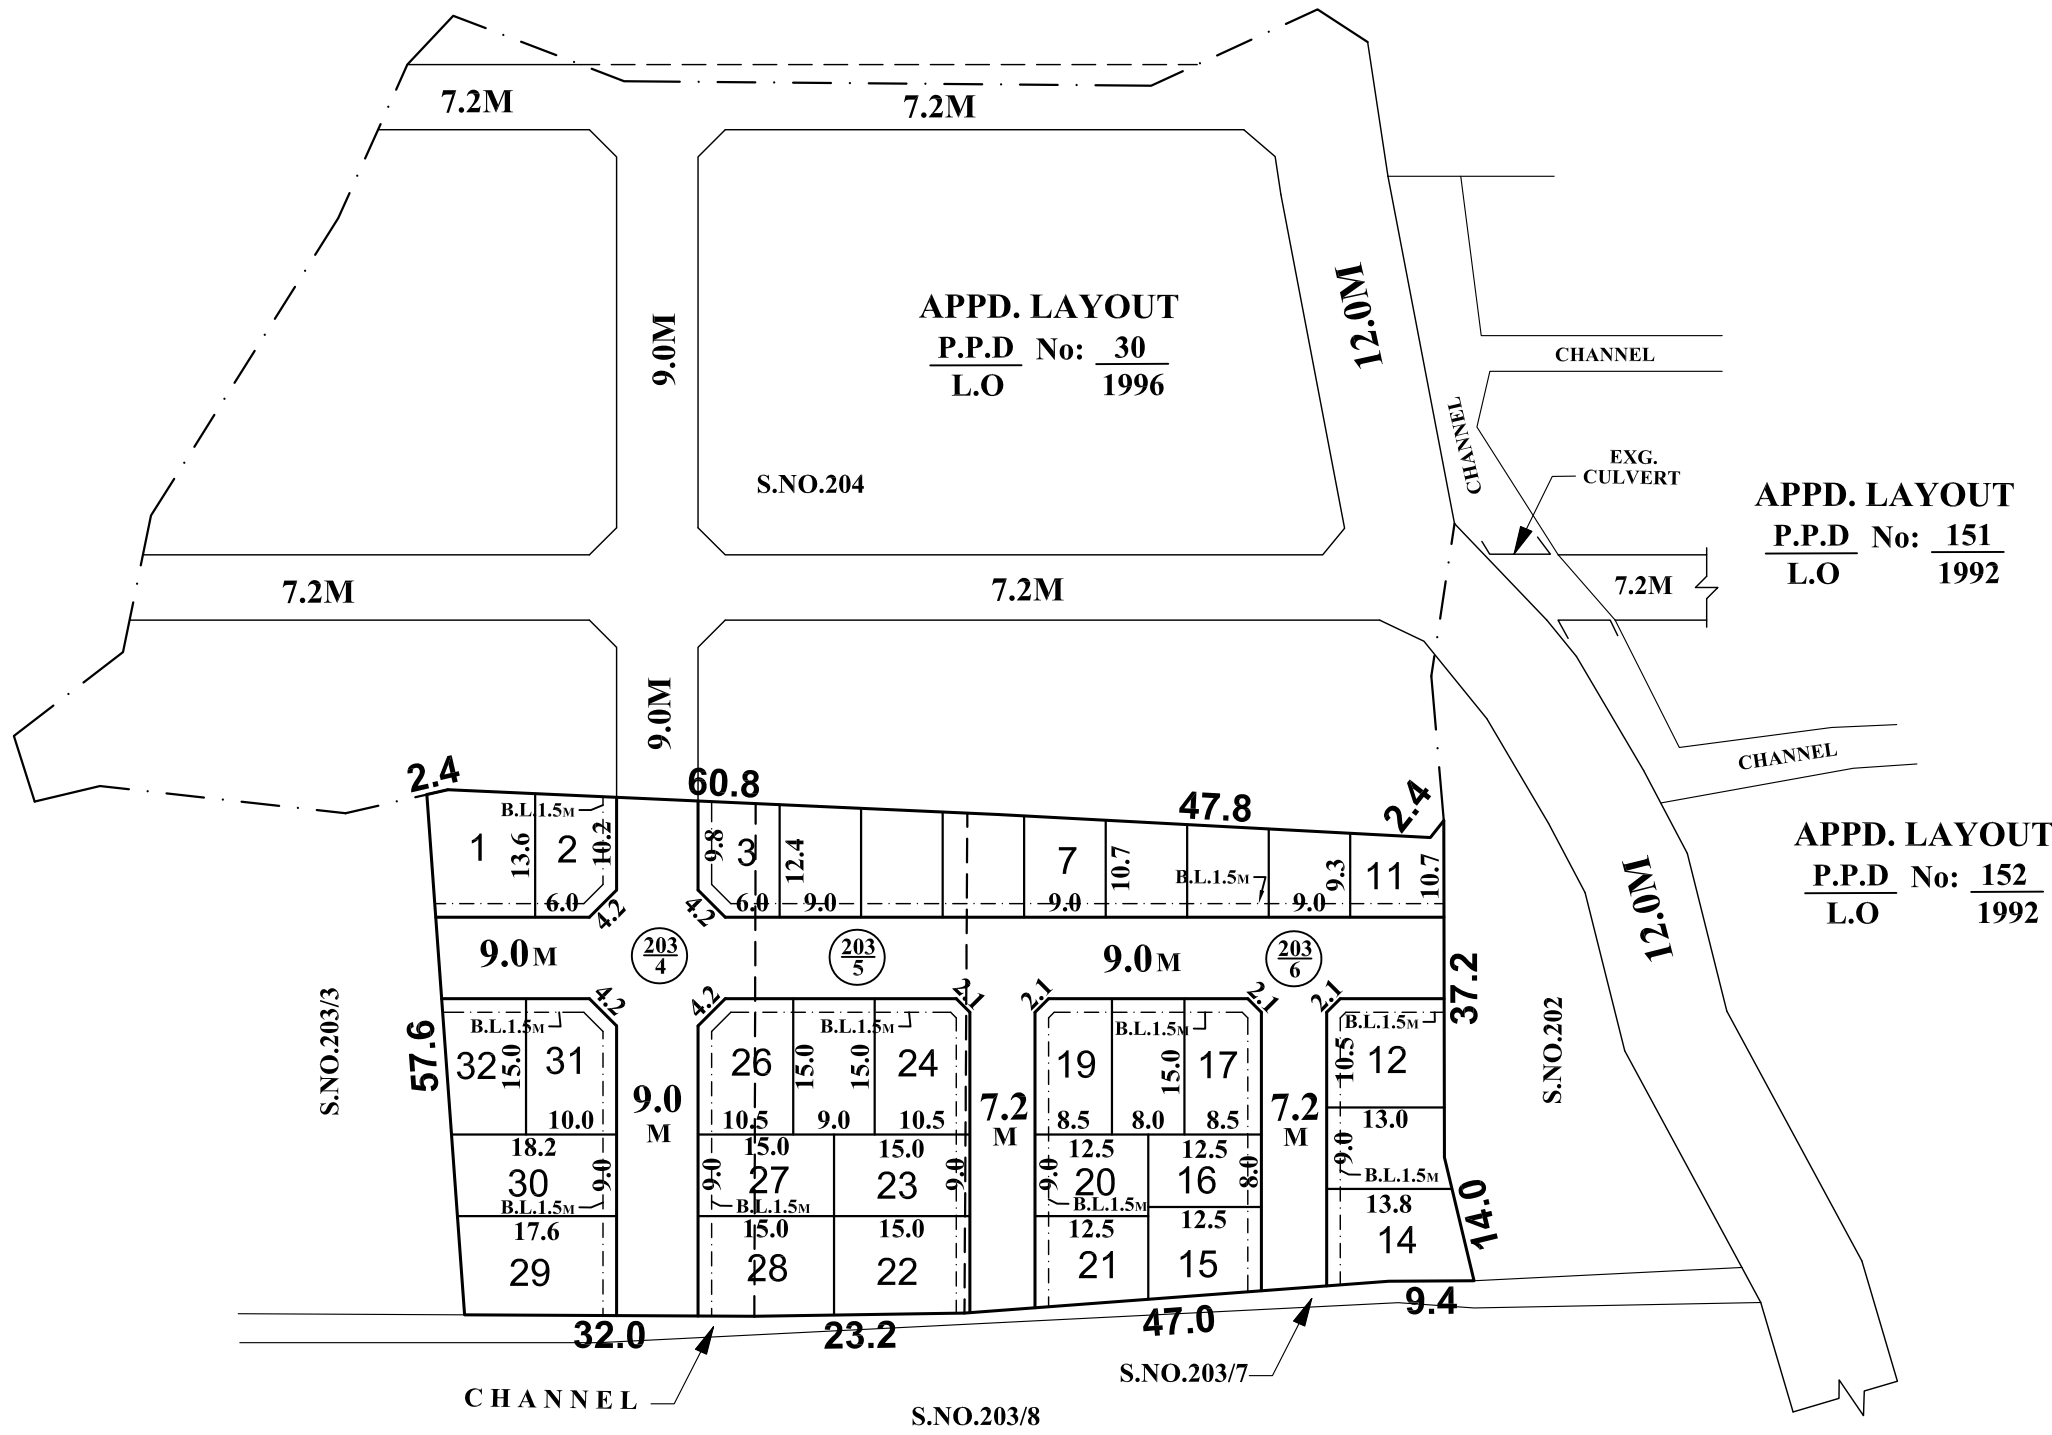 7.2M
7.2M
12.0M
APPD. LAYOUT
P.P.D No: 30
L.O 1996
9.0M
CHANNEL
CHANNEL
EXG.
CULVERT
S.NO.204
APPD. LAYOUT
P.P.D No: 151
L.O 1992
7.2M
7.2M
7.2M
9.0M
CHANNEL
2.4
60.8
47.8
2.4
APPD. LAYOUT
P.P.D No: 152
L.O 1992
12.0M
B.L.1.5M
1
13.6
2
10.2
9.8
3
12.4
7
10.7
B.L.1.5M
9.3
11
10.7
6.0
4.2
4.2
6.0
9.0
9.0
9.0
9.0 M
203
4
203
5
9.0 M
203
6
37.2
S.NO.203/3
S.NO.202
57.6
4.2
4.2
2.1
2.1
2.1
2.1
B.L.1.5M
B.L.1.5M
B.L.1.5M
B.L.1.5M
32
15.0
31
26
15.0
15.0
24
19
15.0
17
10.5
12
10.0
9.0
M
10.5
9.0
10.5
7.2
M
8.5
8.0
8.5
7.2
M
13.0
18.2
15.0
15.0
12.5
12.5
30
9.0
9.0
27
23
9.0
9.0
20
16
8.0
9.0
B.L.1.5M
B.L.1.5M
B.L.1.5M
B.L.1.5M
17.6
15.0
15.0
12.5
12.5
13.8
14.0
29
28
22
21
15
14
32.0
23.2
47.0
9.4
CHANNEL
S.NO.203/7
S.NO.203/8